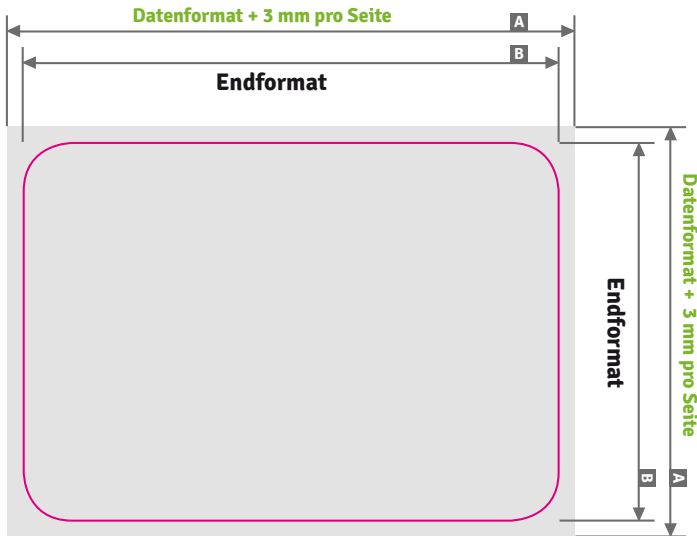 Datenformat + 3 mm pro Seite
A
B
Endformat
Datenformat + 3 mm pro Seite
Endformat
B
A